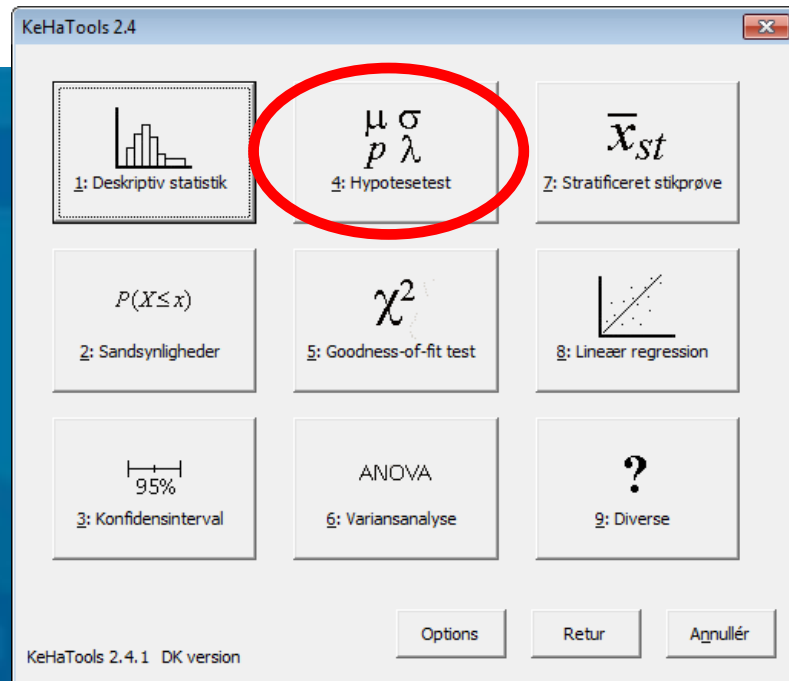 KeHaTools 2.4
1: Deskriptiv statistik
μ σ
p λ
4: Hypotesetest
x̅st
7: Stratificeret stikprøve
P(X≤x)
2: Sandsynligheder
χ²
5: Goodness-of-fit test
8: Lineær regression
95%
3: Konfidensinterval
ANOVA
6: Variansanalyse
?
9: Diverse
Options
Retur
Annullér
KeHaTools 2.4.1 DK version